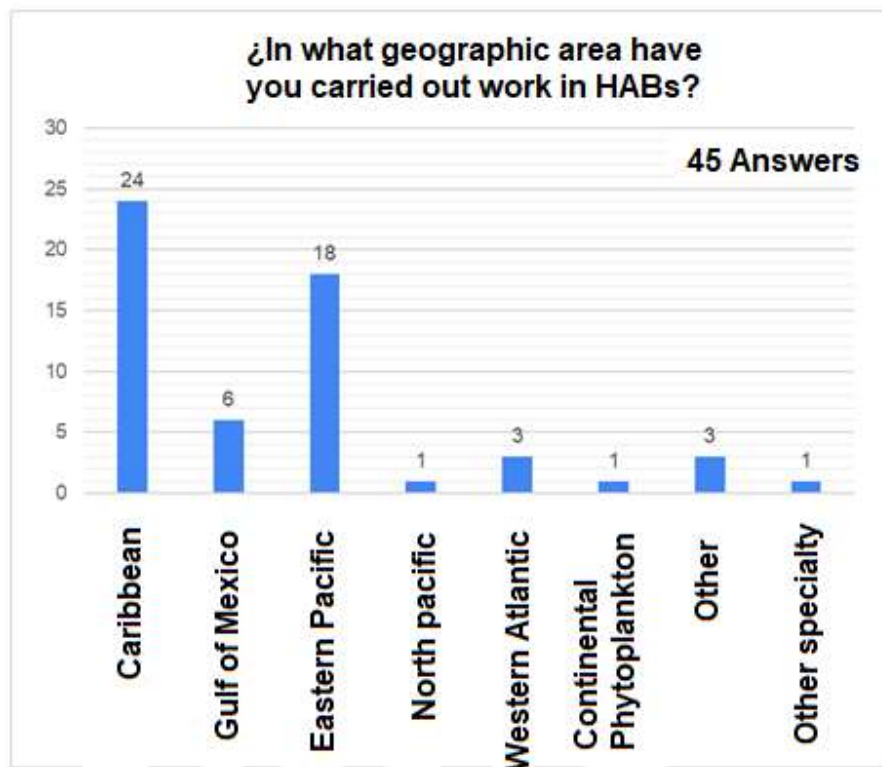 ¿In what geographic area have
you carried out work in HABs?
45 Answers
30
25
20
15
10
5
0
24
6
18
1
3
1
3
1
Caribbean
Gulf of Mexico
Eastern Pacific
North pacific
Western Atlantic
Continental
Phytoplankton
Other
Other specialty